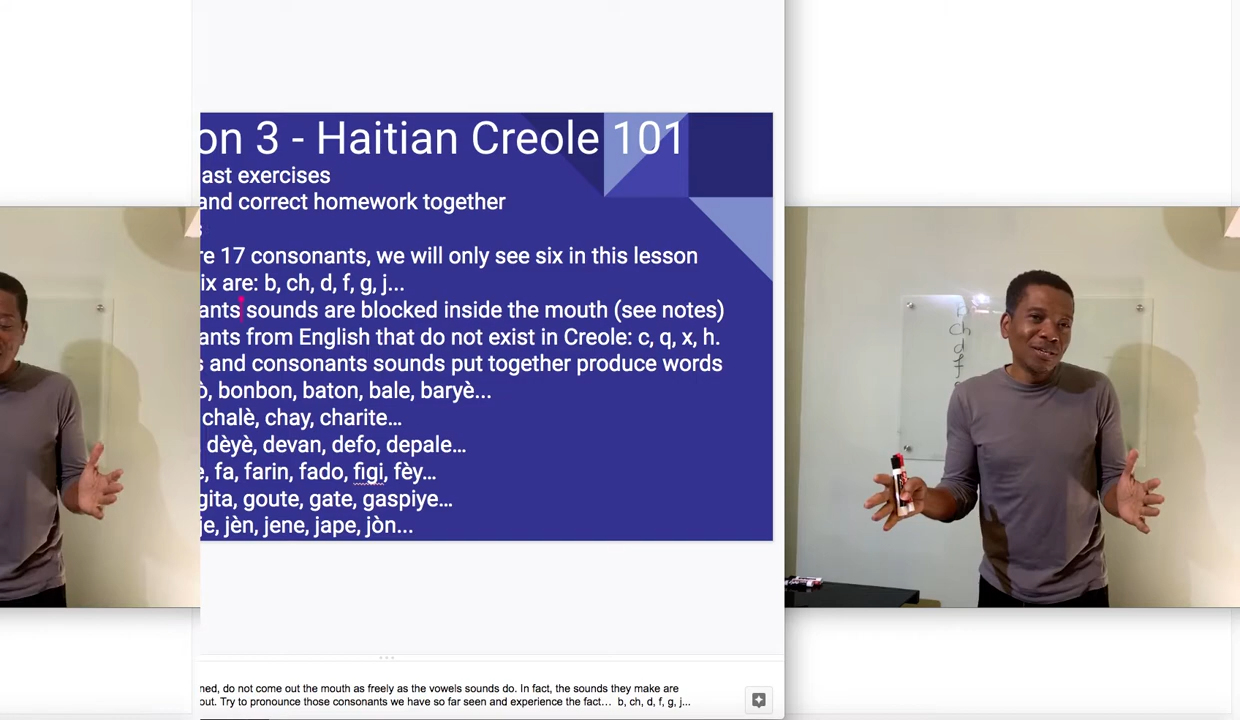 on 3 - Haitian Creole 101
ast exercises
and correct homework together
s
re 17 consonants, we will only see six in this lesson
ix are: b, ch, d, f, g, j...
ants sounds are blocked inside the mouth (see notes)
ants from English that do not exist in Creole: c, q, x, h.
s and consonants sounds put together produce words
ò, bonbon, baton, bale, baryè...
chalè, chay, charite...
dèyè, devan, defo, depale...
e, fa, farin, fado, figi, fèy...
gita, goute, gate, gaspiye...
je, jèn, jene, jape, jòn...
ned, do not come out the mouth as freely as the vowels sounds do. In fact, the sounds they make are
out. Try to pronounce those consonants we have so far seen and experience the fact... b, ch, d, f, g, j...
b
ch
d
f